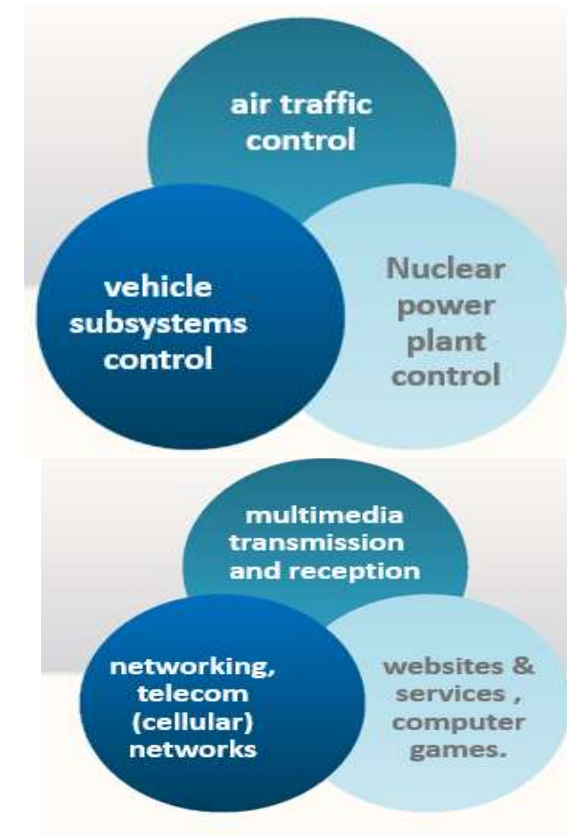 air traffic
control
vehicle
subsystems
control
Nuclear
power
plant
control
multimedia
transmission
and reception
networking,
telecom
(cellular)
networks
websites &
services ,
computer
games.